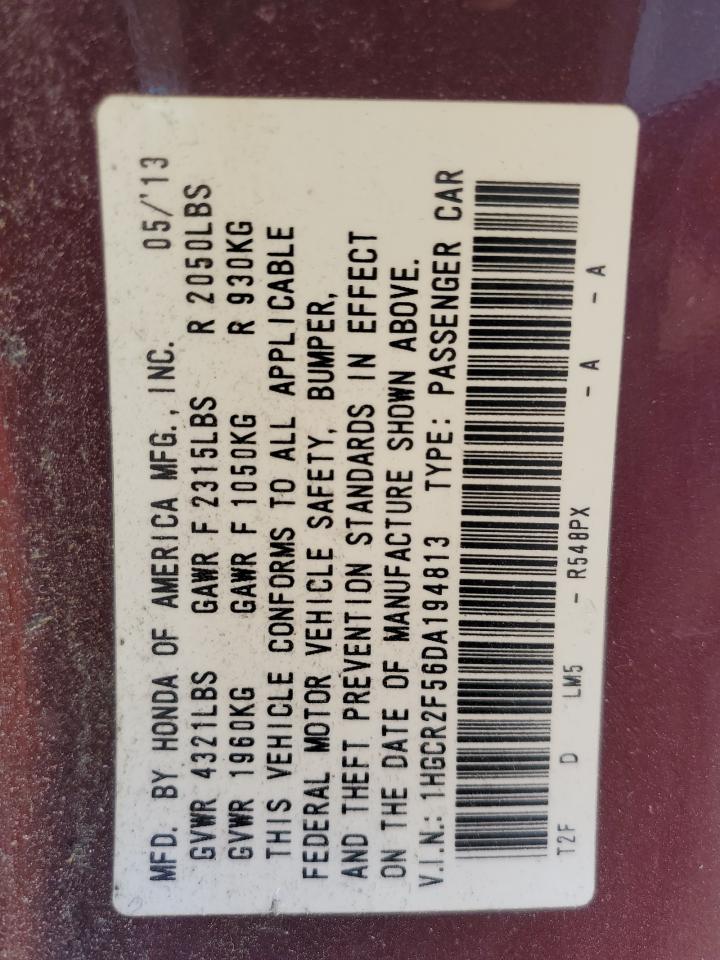 MFD. BY HONDA OF AMERICA MFG., INC. 05/'13
GVWR 4321LBS GAWR F 2315LBS R 2050LBS
GVWR 1960KG GAWR F 1050KG R 930KG
THIS VEHICLE CONFORMS TO ALL APPLICABLE
FEDERAL MOTOR VEHICLE SAFETY, BUMPER,
AND THEFT PREVENTION STANDARDS IN EFFECT
ON THE DATE OF MANUFACTURE SHOWN ABOVE.
V.I.N.: 1HGCR2F56DA194813 TYPE: PASSENGER CAR
T2F D LM5 - R548PX - A - A